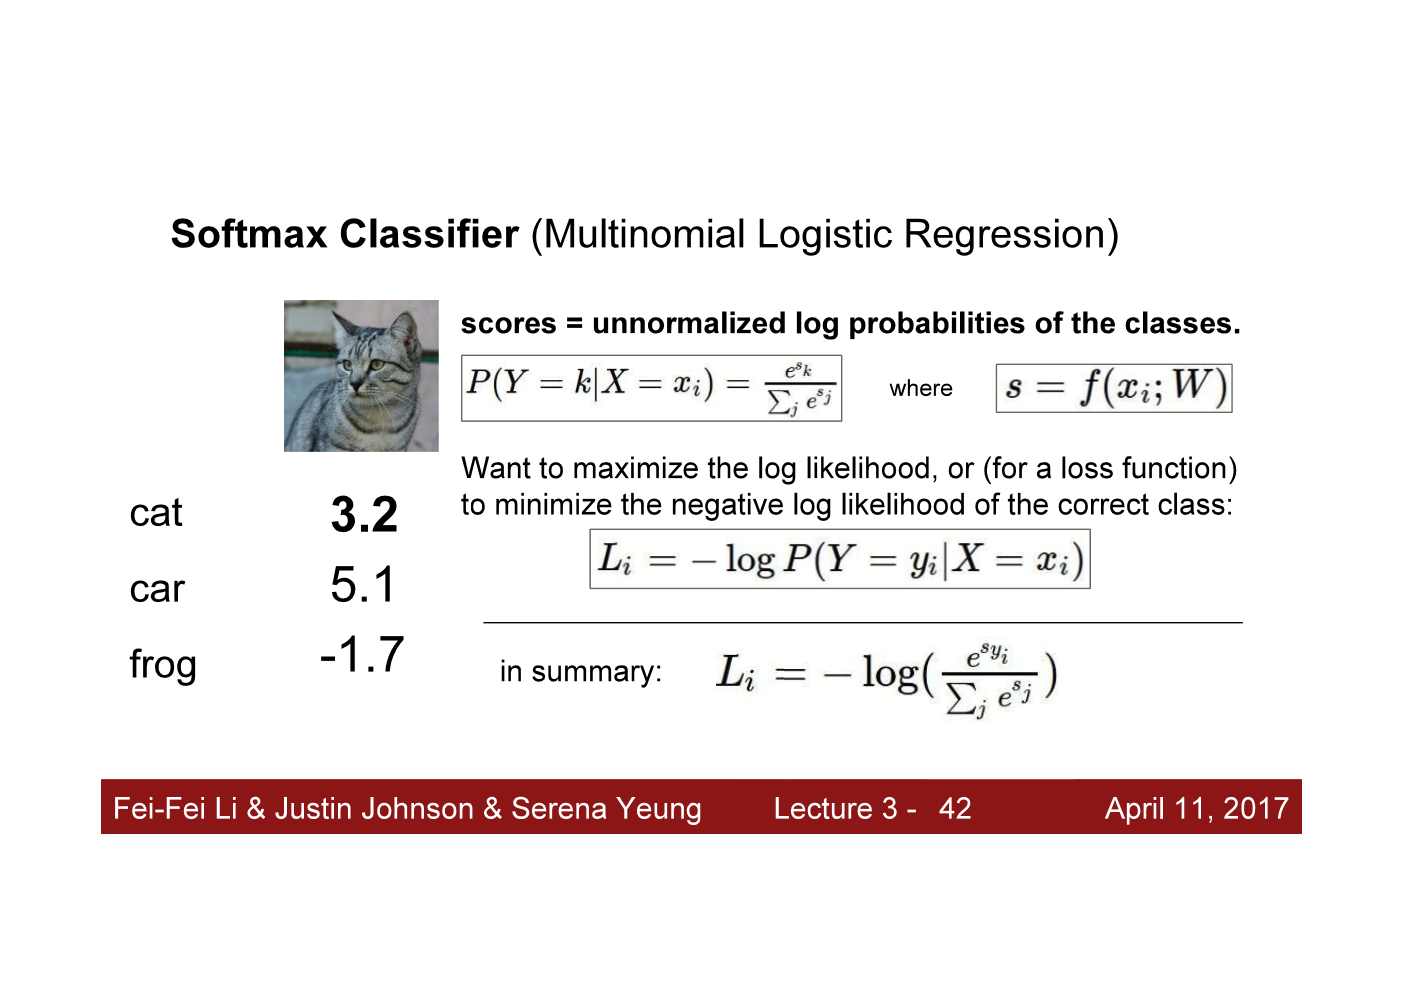 Softmax Classifier (Multinomial Logistic Regression)
scores = unnormalized log probabilities of the classes.
P(Y = k|X = x_i) = \frac{e^{s_k}}{\sum_j e^{s_j}} where s = f(x_i; W)
Want to maximize the log likelihood, or (for a loss function)
to minimize the negative log likelihood of the correct class:
L_i = − log P(Y = y_i|X = x_i)
cat 3.2
car 5.1
frog -1.7
in summary: L_i = − log(\frac{e^{s_{y_i}}}{\sum_j e^{s_j}})
Fei-Fei Li & Justin Johnson & Serena Yeung Lecture 3 - 42 April 11, 2017